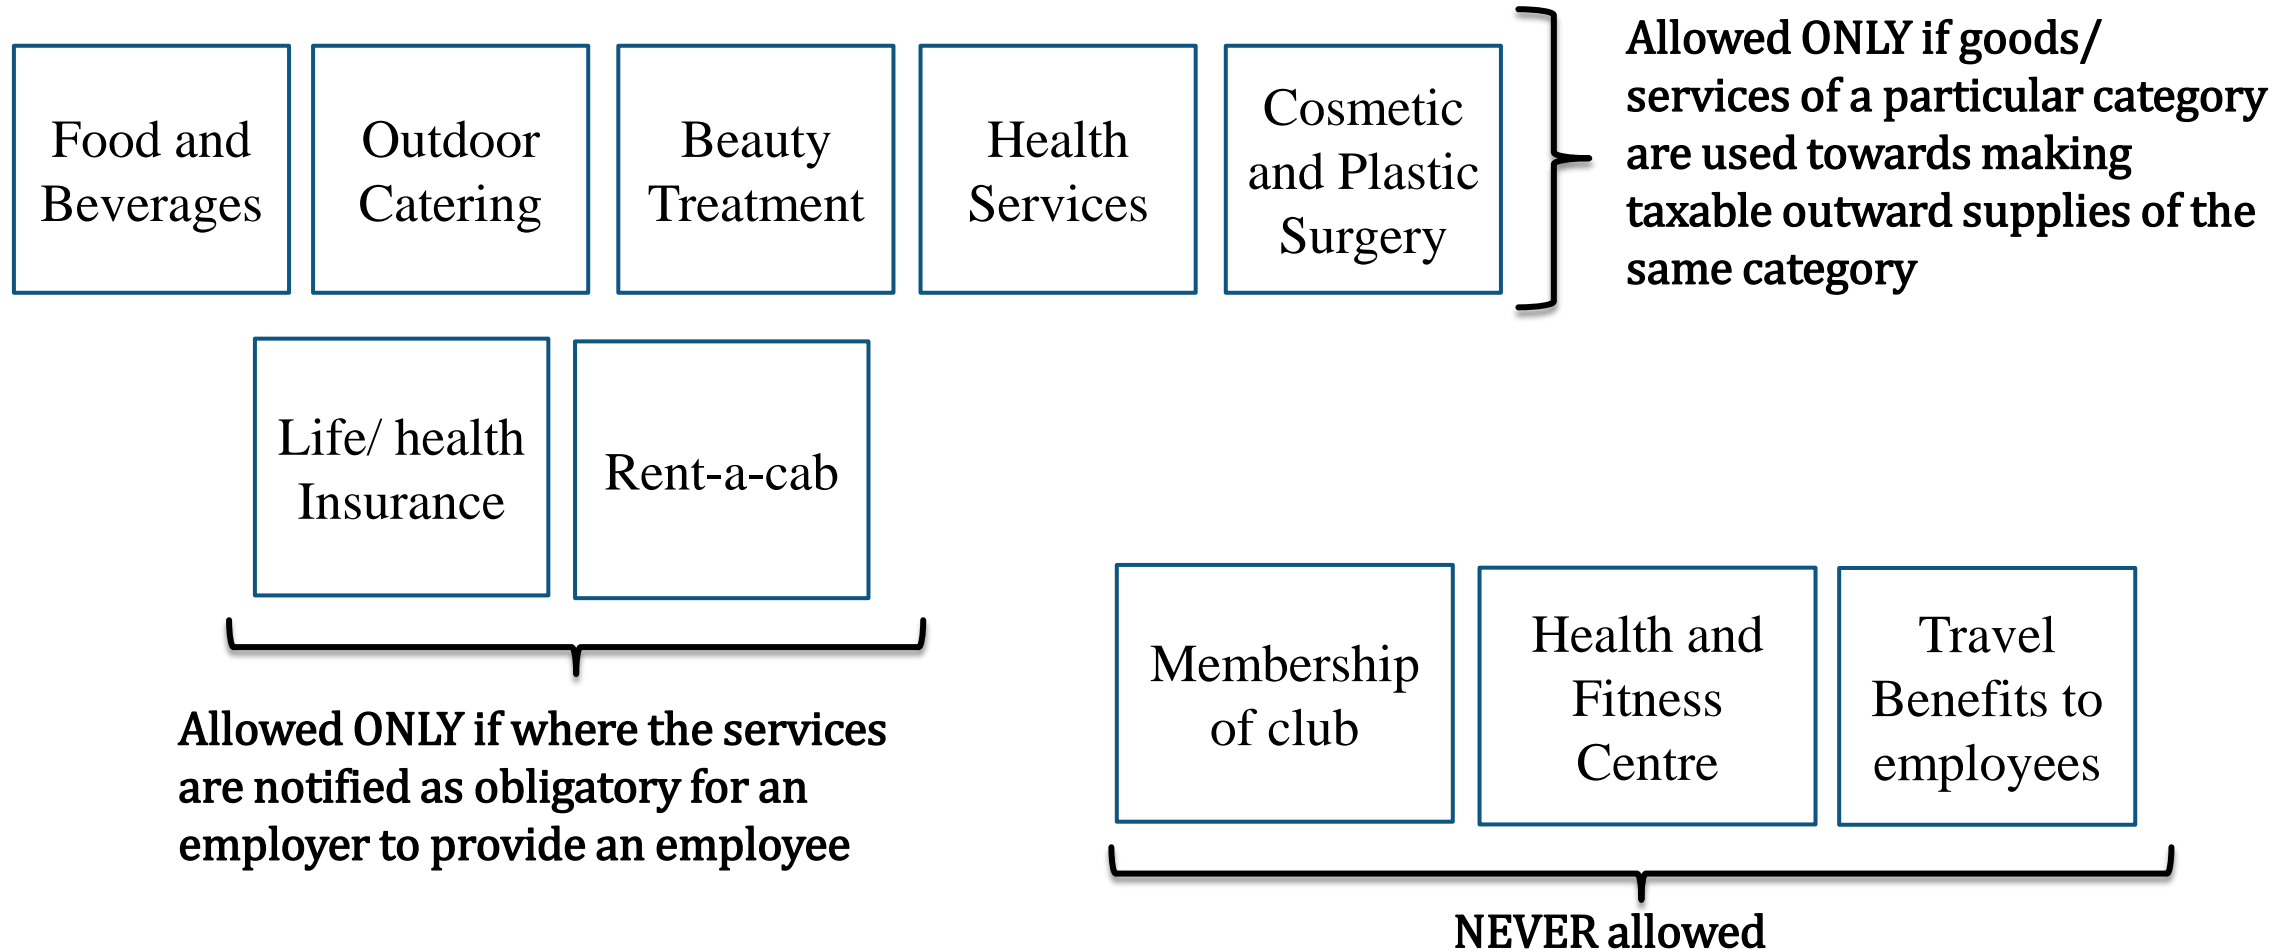 Food and
Beverages
Outdoor
Catering
Beauty
Treatment
Health
Services
Cosmetic
and Plastic
Surgery
Allowed ONLY if goods/
services of a particular category
are used towards making
taxable outward supplies of the
same category
Life/ health
Insurance
Rent-a-cab
Allowed ONLY if where the services
are notified as obligatory for an
employer to provide an employee
Membership
of club
Health and
Fitness
Centre
Travel
Benefits to
employees
NEVER allowed